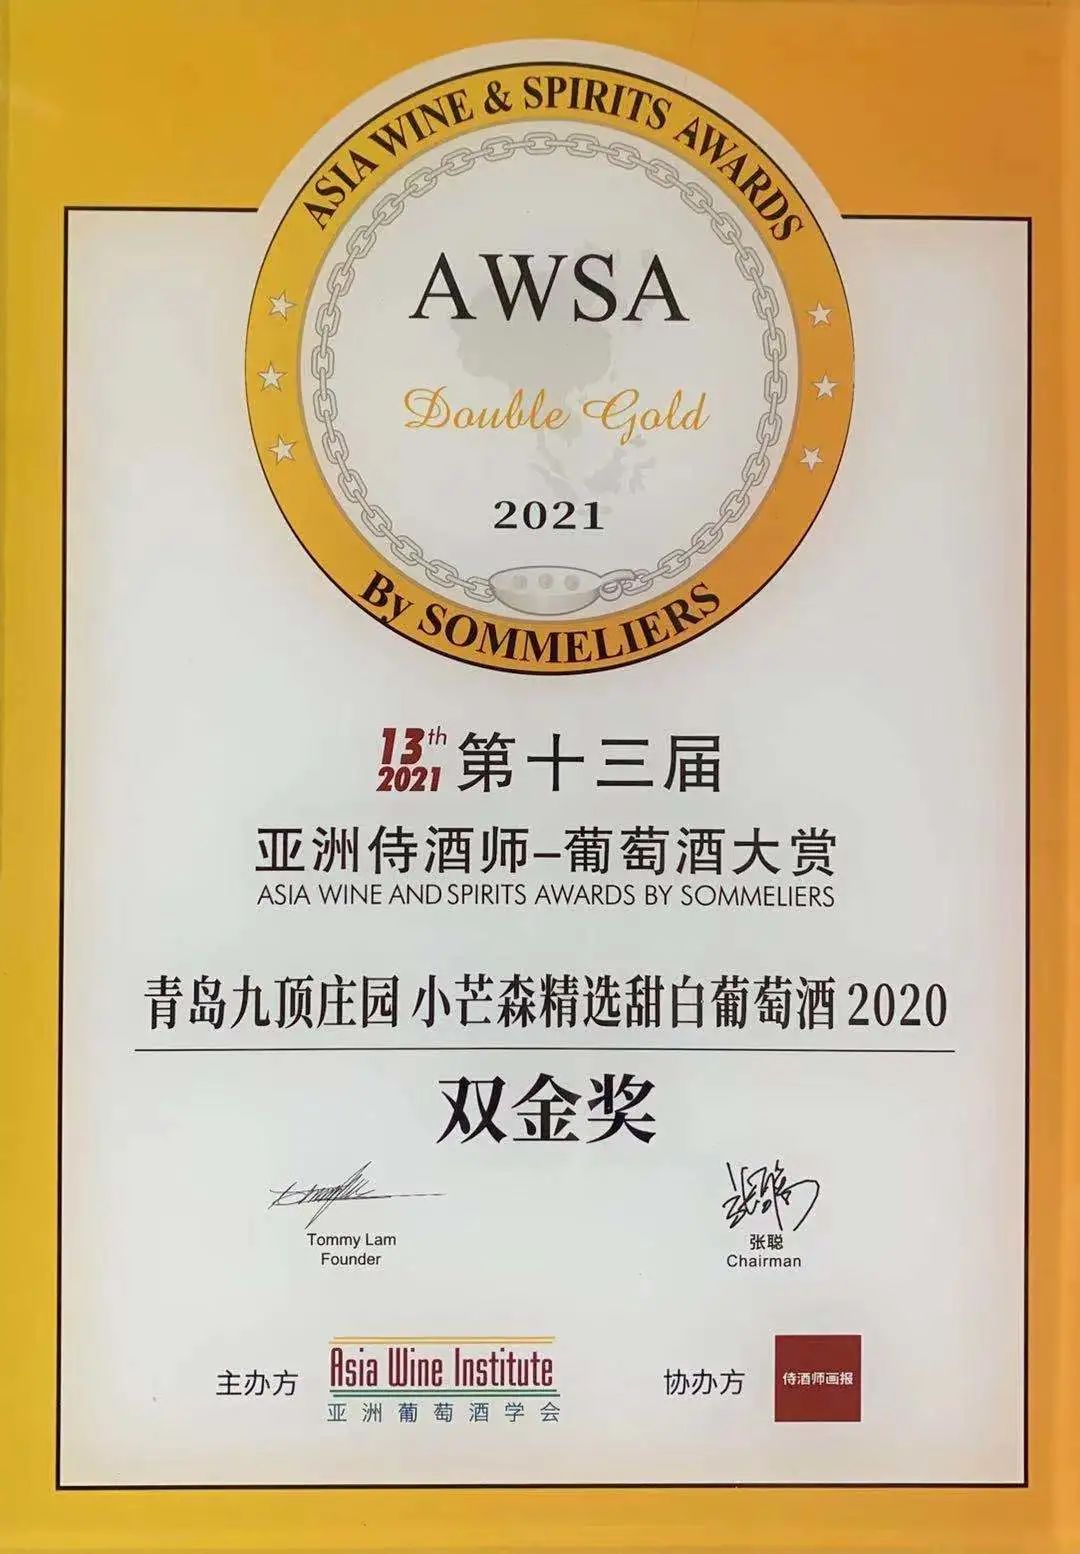 ASIA WINE & SPIRITS AWARDS
AWSA
Double Gold
2021
By SOMMELIERS
13th 2021 第十三届
亚洲侍酒师-葡萄酒大赏
ASIA WINE AND SPIRITS AWARDS BY SOMMELIERS
青岛九顶庄园 小芒森精选甜白葡萄酒 2020
双金奖
Tommy Lam
Founder
张聪
Chairman
主办方
Asia Wine Institute
亚洲葡萄酒学会
协办方
侍酒师画报